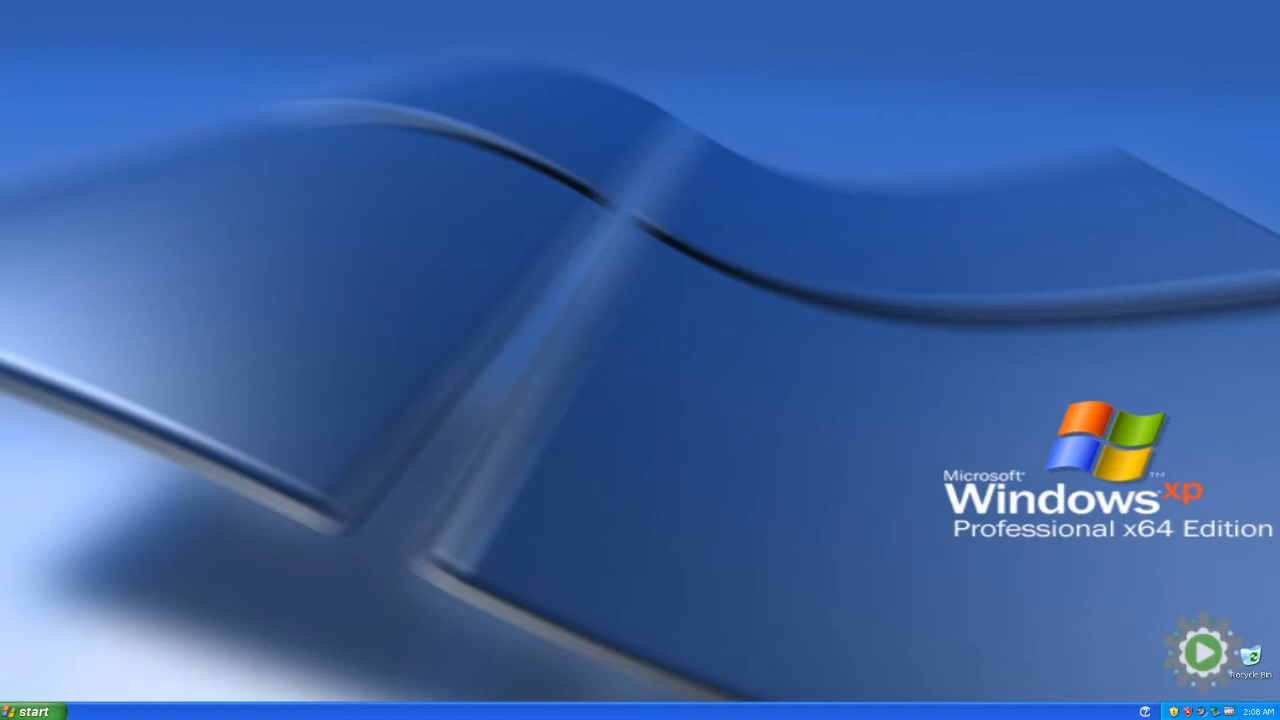 Microsoft
Windows xp
Professional x64 Edition
Recycle Bin
start
2:08 AM